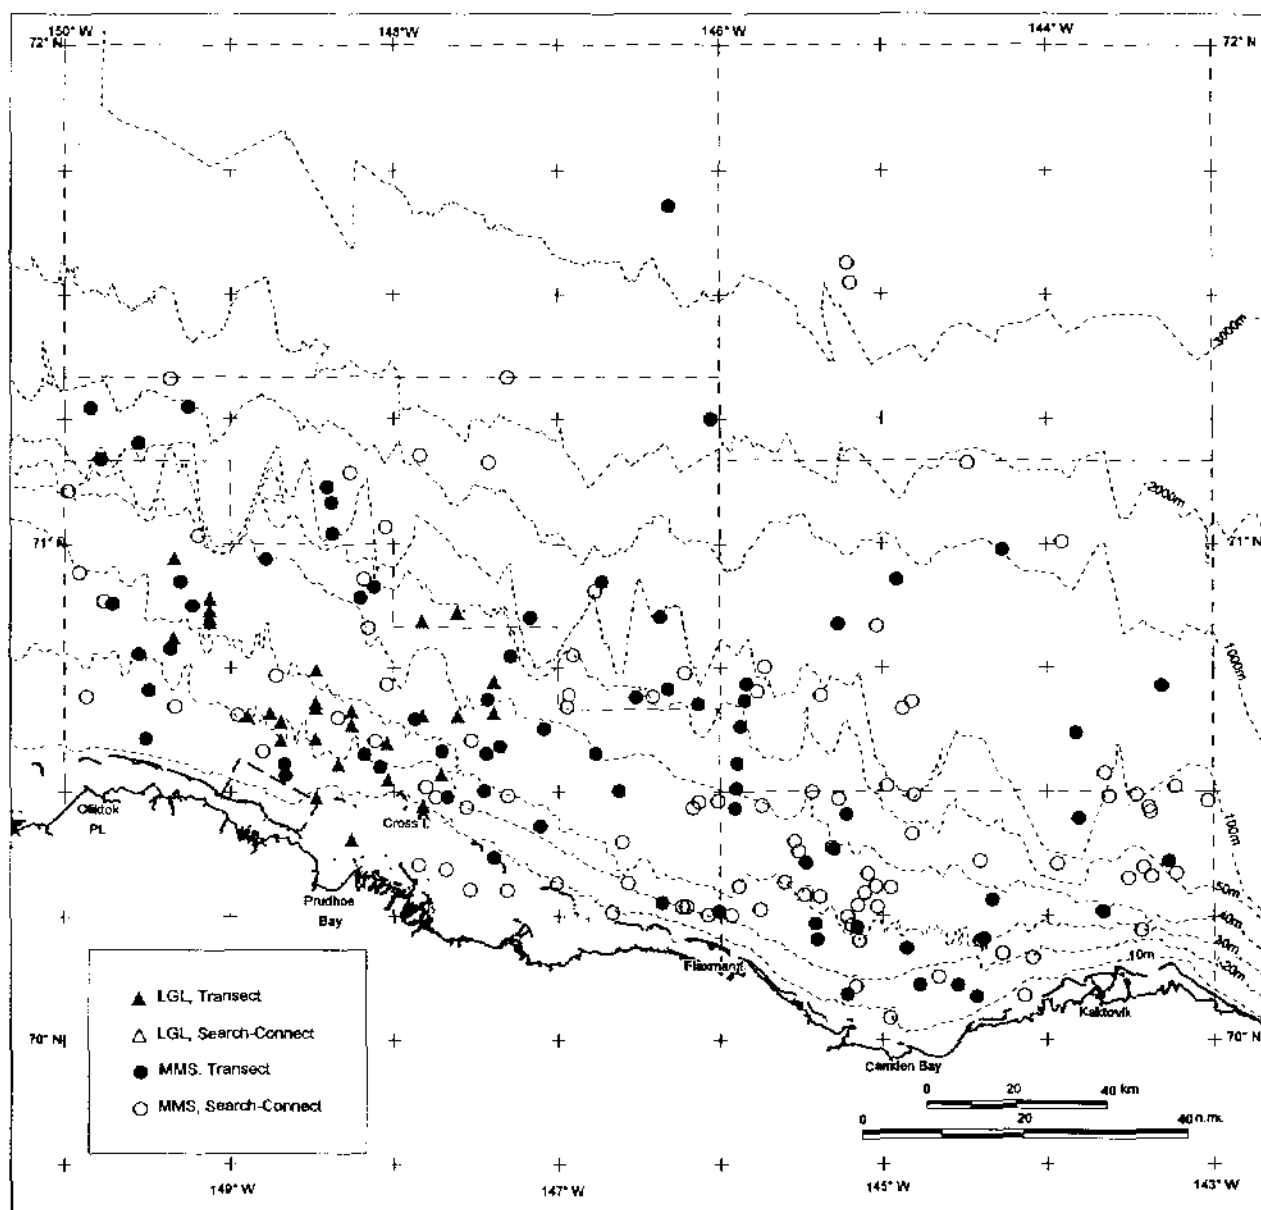 150° W
148° W
146° W
144° W
72° N
72° N
3000m
2000m
71° N
71° N
1000m
100m
Oliktok
Pt.
Cross I.
Prudhoe
Bay
50m
40m
30m
20m
10m
Flaxman I.
Kaktovik
LGL, Transect
LGL, Search-Connect
MMS. Transect
MMS, Search-Connect
70° N
70° N
Camden Bay
0
20
40 km
0
20
40 n.mi.
149° W
147° W
145° W
143° W